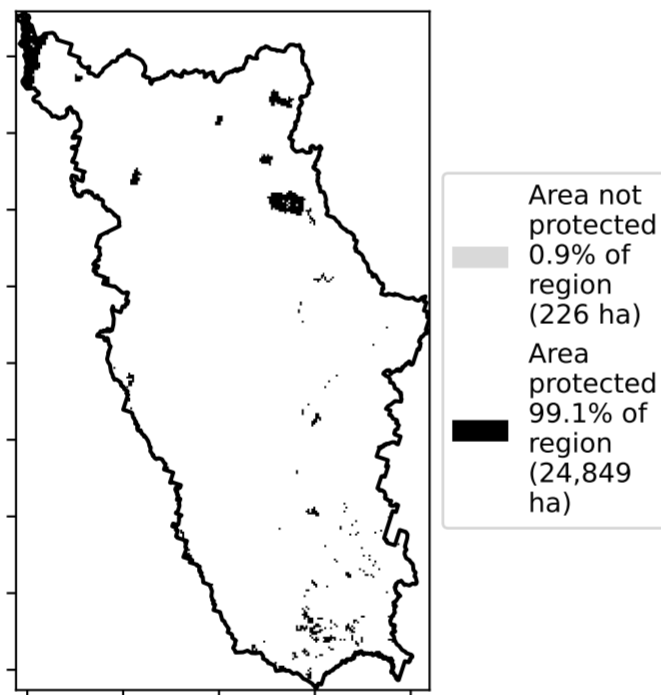 Area not
protected
0.9% of
region
(226 ha)
Area
protected
99.1% of
region
(24,849
ha)